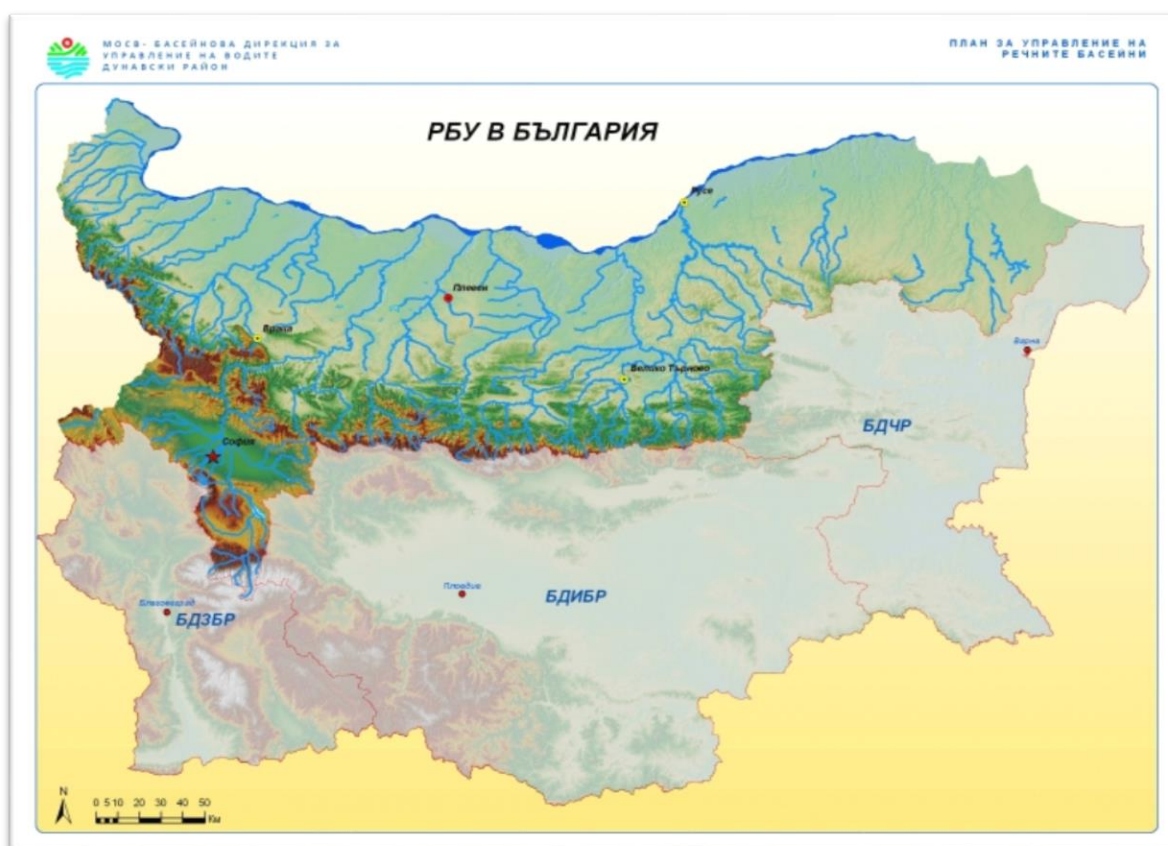 МОСВ- БАСЕЙНОВА ДИРЕКЦИЯ ЗА
УПРАВЛЕНИЕ НА ВОДИТЕ
ДУНАВСКИ РАЙОН
ПЛАН ЗА УПРАВЛЕНИЕ НА
РЕЧНИТЕ БАСЕЙНИ
РБУ В БЪЛГАРИЯ
Русе
Плевен
Враца
Варна
Велико Търново
БДЧР
София
Пловдив
БДИБР
Благоевград
БДЗБР
N
0 5 10 20 30 40 50
Км